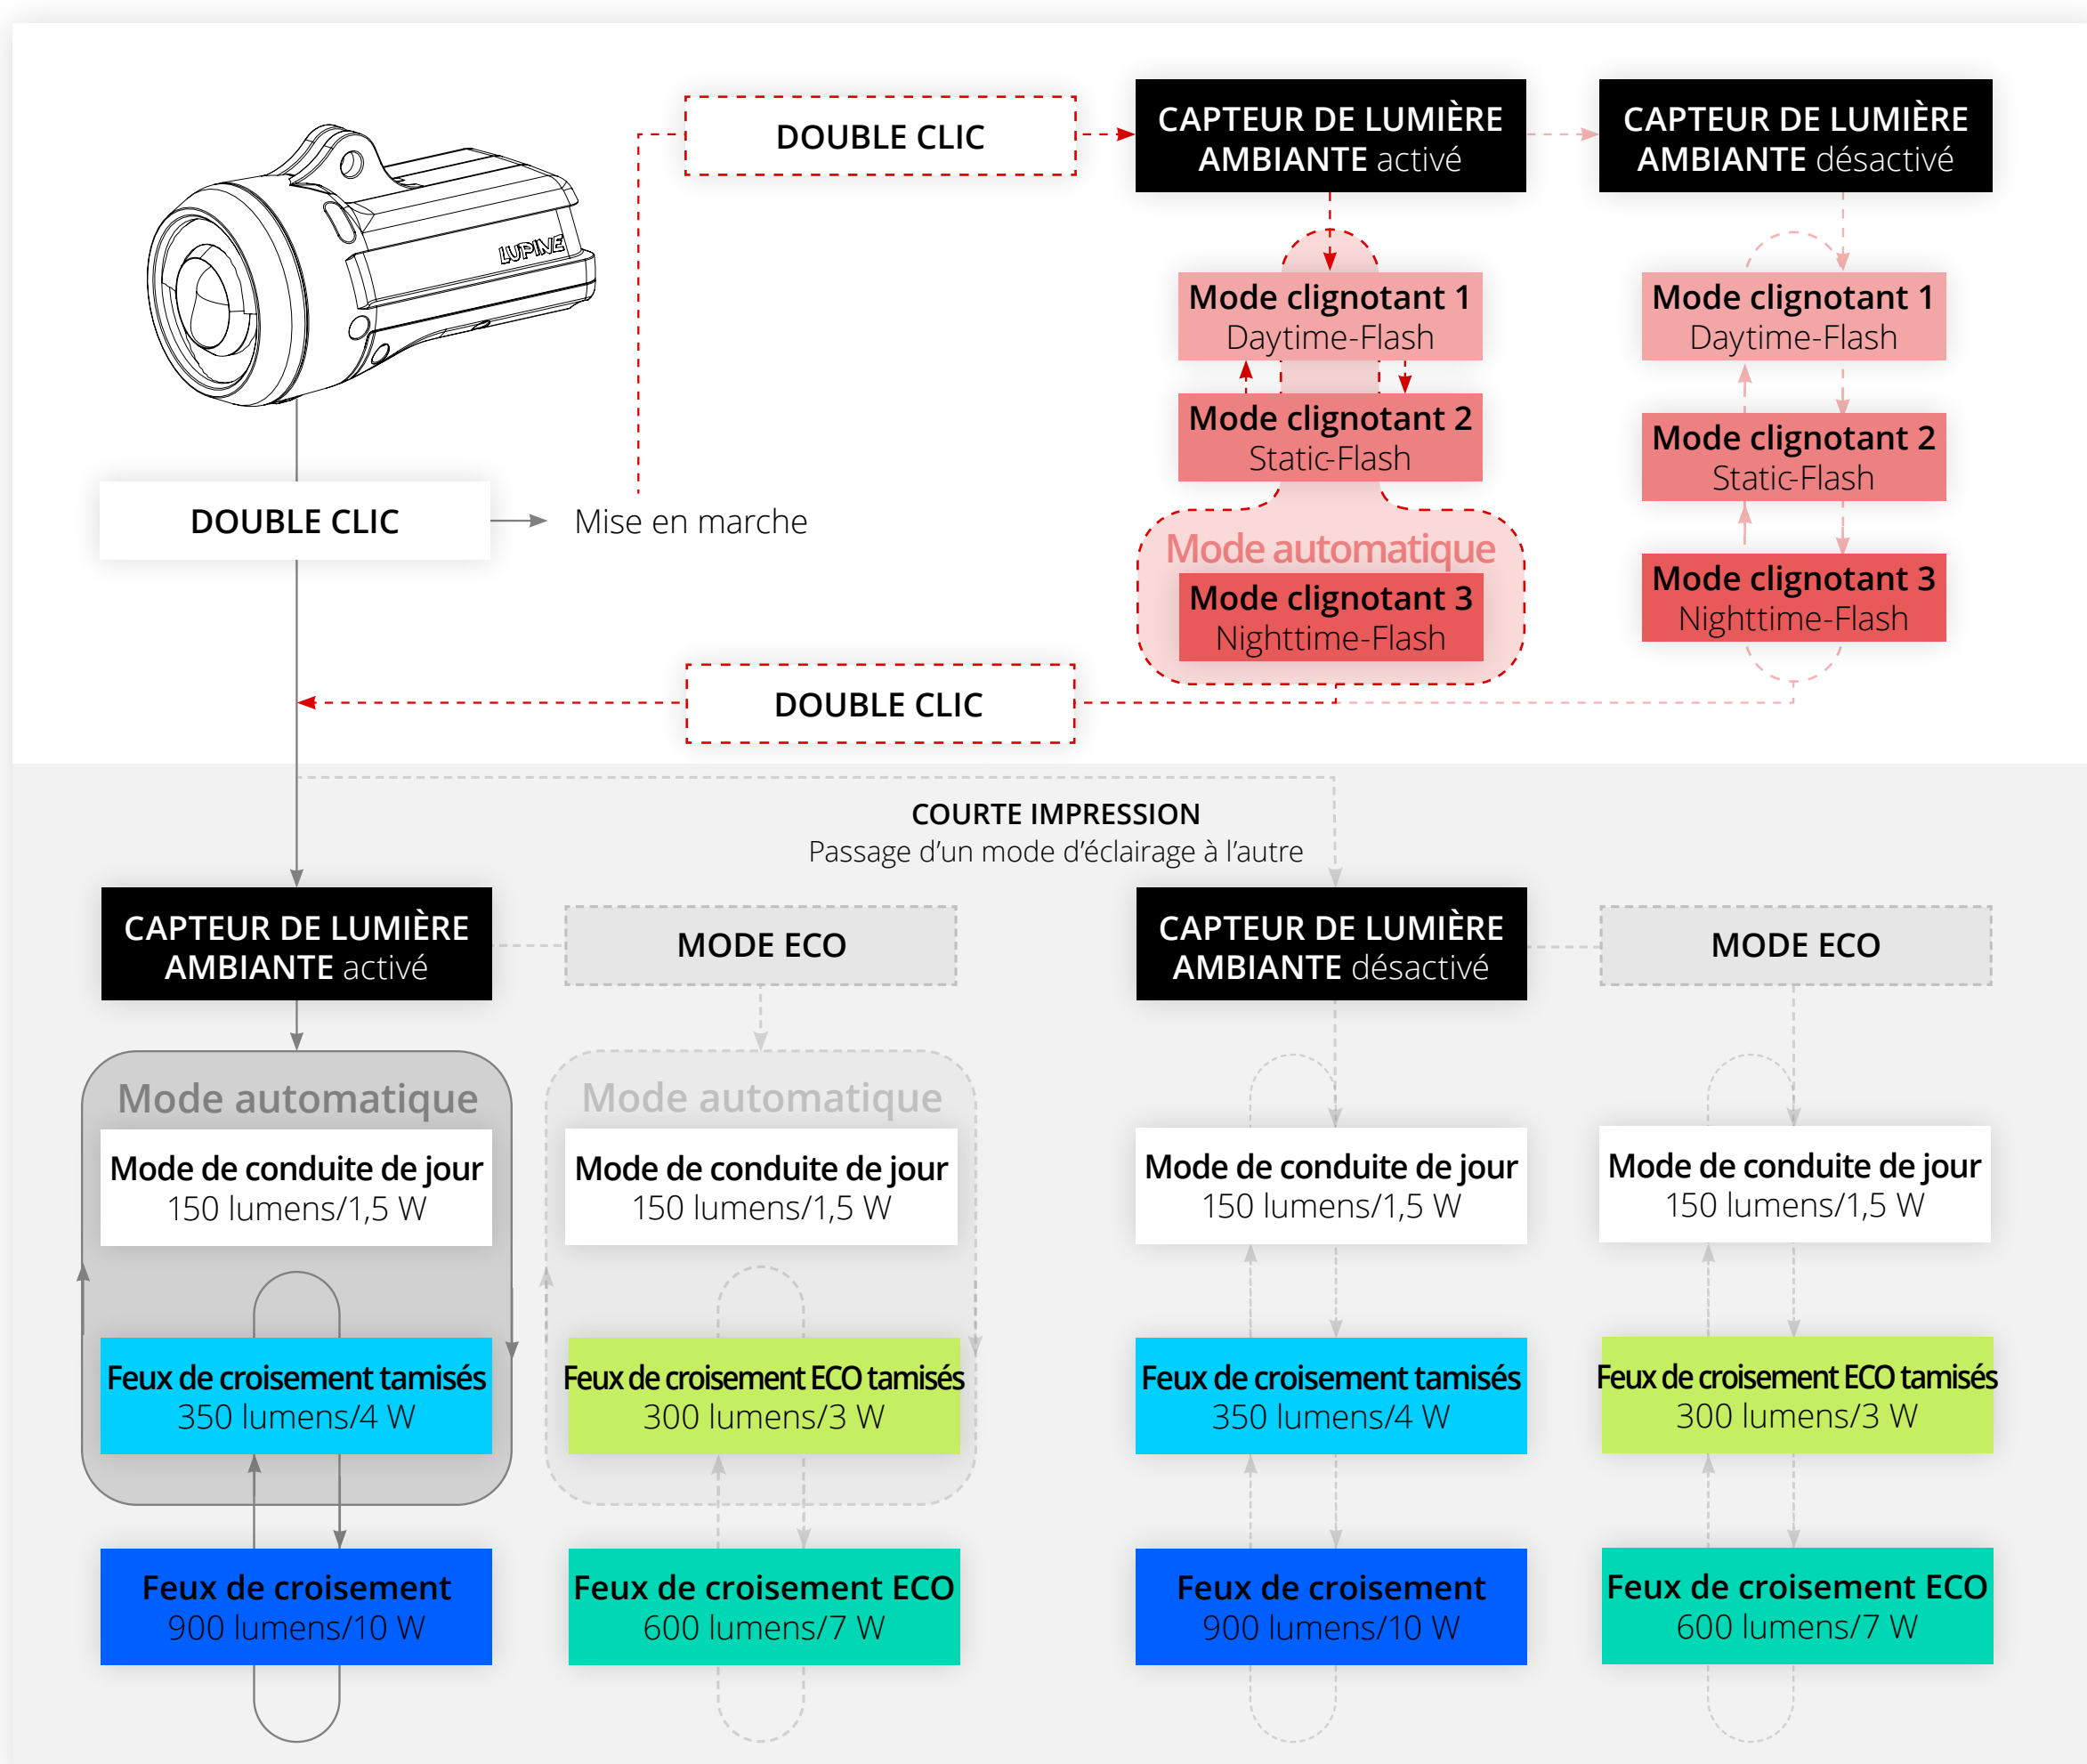 DOUBLE CLIC
CAPTEUR DE LUMIÈRE
AMBIANTE activé
CAPTEUR DE LUMIÈRE
AMBIANTE désactivé
LUPINE
Mode clignotant 1
Daytime-Flash
Mode clignotant 2
Static-Flash
Mode automatique
Mode clignotant 3
Nighttime-Flash
Mode clignotant 1
Daytime-Flash
Mode clignotant 2
Static-Flash
Mode clignotant 3
Nighttime-Flash
DOUBLE CLIC
Mise en marche
DOUBLE CLIC
COURTE IMPRESSION
Passage d’un mode d’éclairage à l’autre
CAPTEUR DE LUMIÈRE
AMBIANTE activé
Mode automatique
Mode de conduite de jour
150 lumens/1,5 W
Feux de croisement tamisés
350 lumens/4 W
Feux de croisement
900 lumens/10 W
MODE ECO
Mode automatique
Mode de conduite de jour
150 lumens/1,5 W
Feux de croisement ECO tamisés
300 lumens/3 W
Feux de croisement ECO
600 lumens/7 W
CAPTEUR DE LUMIÈRE
AMBIANTE désactivé
Mode de conduite de jour
150 lumens/1,5 W
Feux de croisement tamisés
350 lumens/4 W
Feux de croisement
900 lumens/10 W
MODE ECO
Mode de conduite de jour
150 lumens/1,5 W
Feux de croisement ECO tamisés
300 lumens/3 W
Feux de croisement ECO
600 lumens/7 W